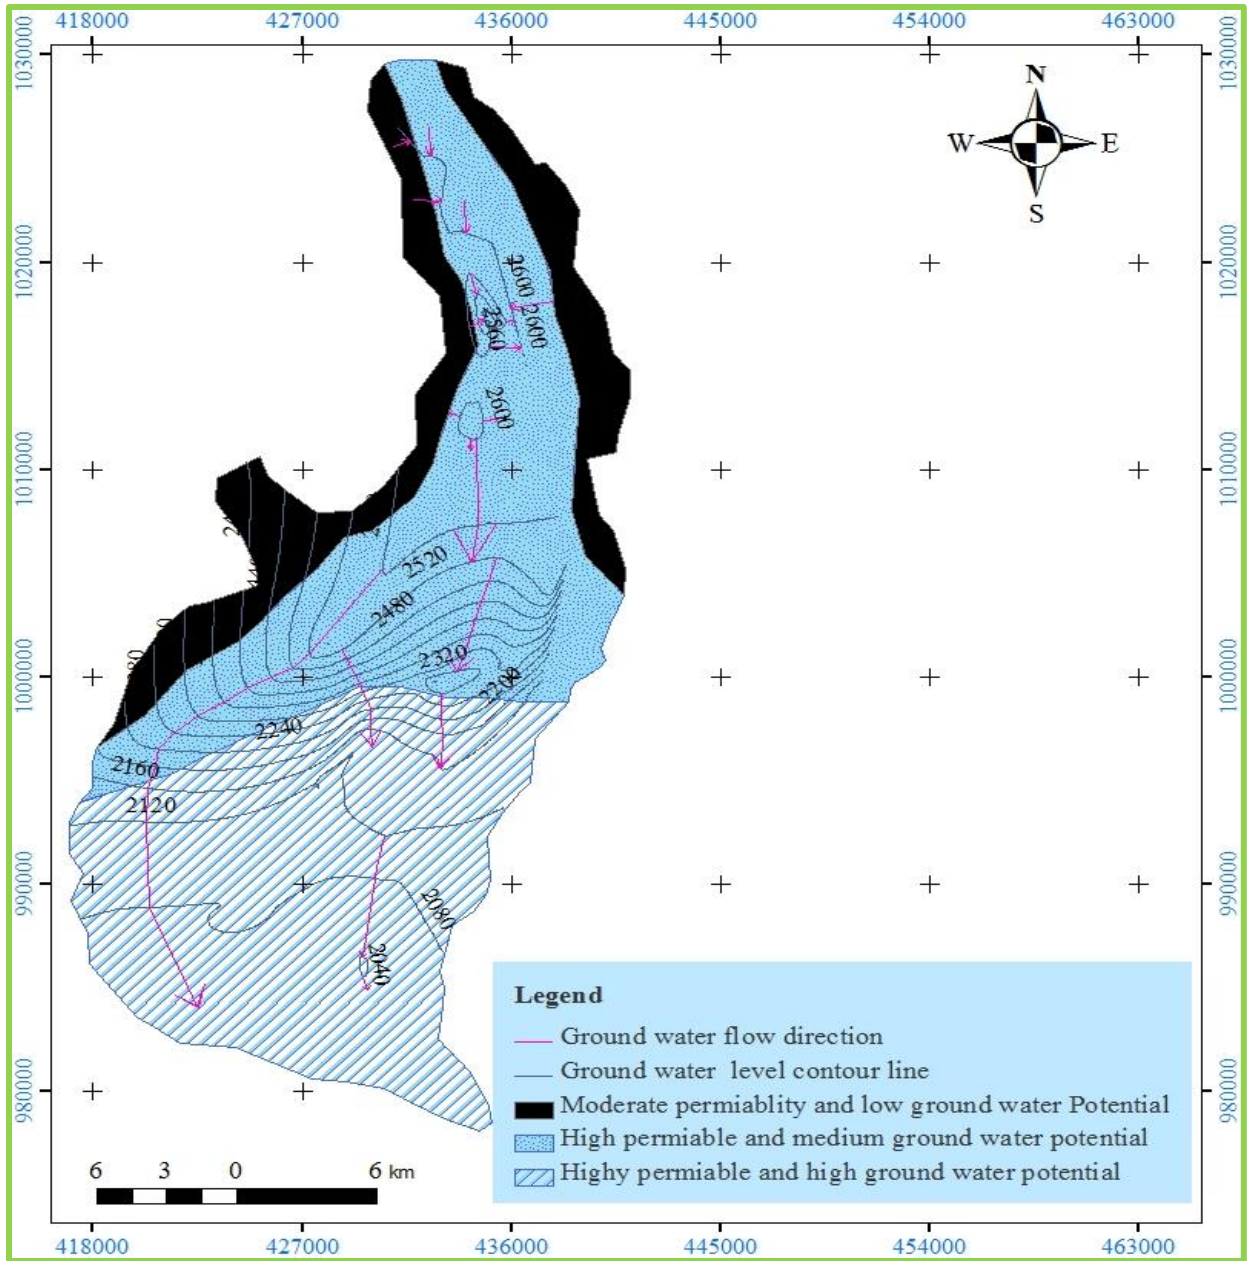 418000 427000 436000 445000 454000 463000
1030000 1030000
N
W E
S
1020000 1020000
2600
2600
2560
2600
1010000 1010000
2520
2480
2320
2200
1000000 1000000
2240
2160
2120
990000 990000
2080
2040
Legend
Ground water flow direction
Ground water level contour line
Moderate permiablity and low ground water Potential
High permiable and medium ground water potential
Highy permiable and high ground water potential
980000 980000
6 3 0 6 km
418000 427000 436000 445000 454000 463000